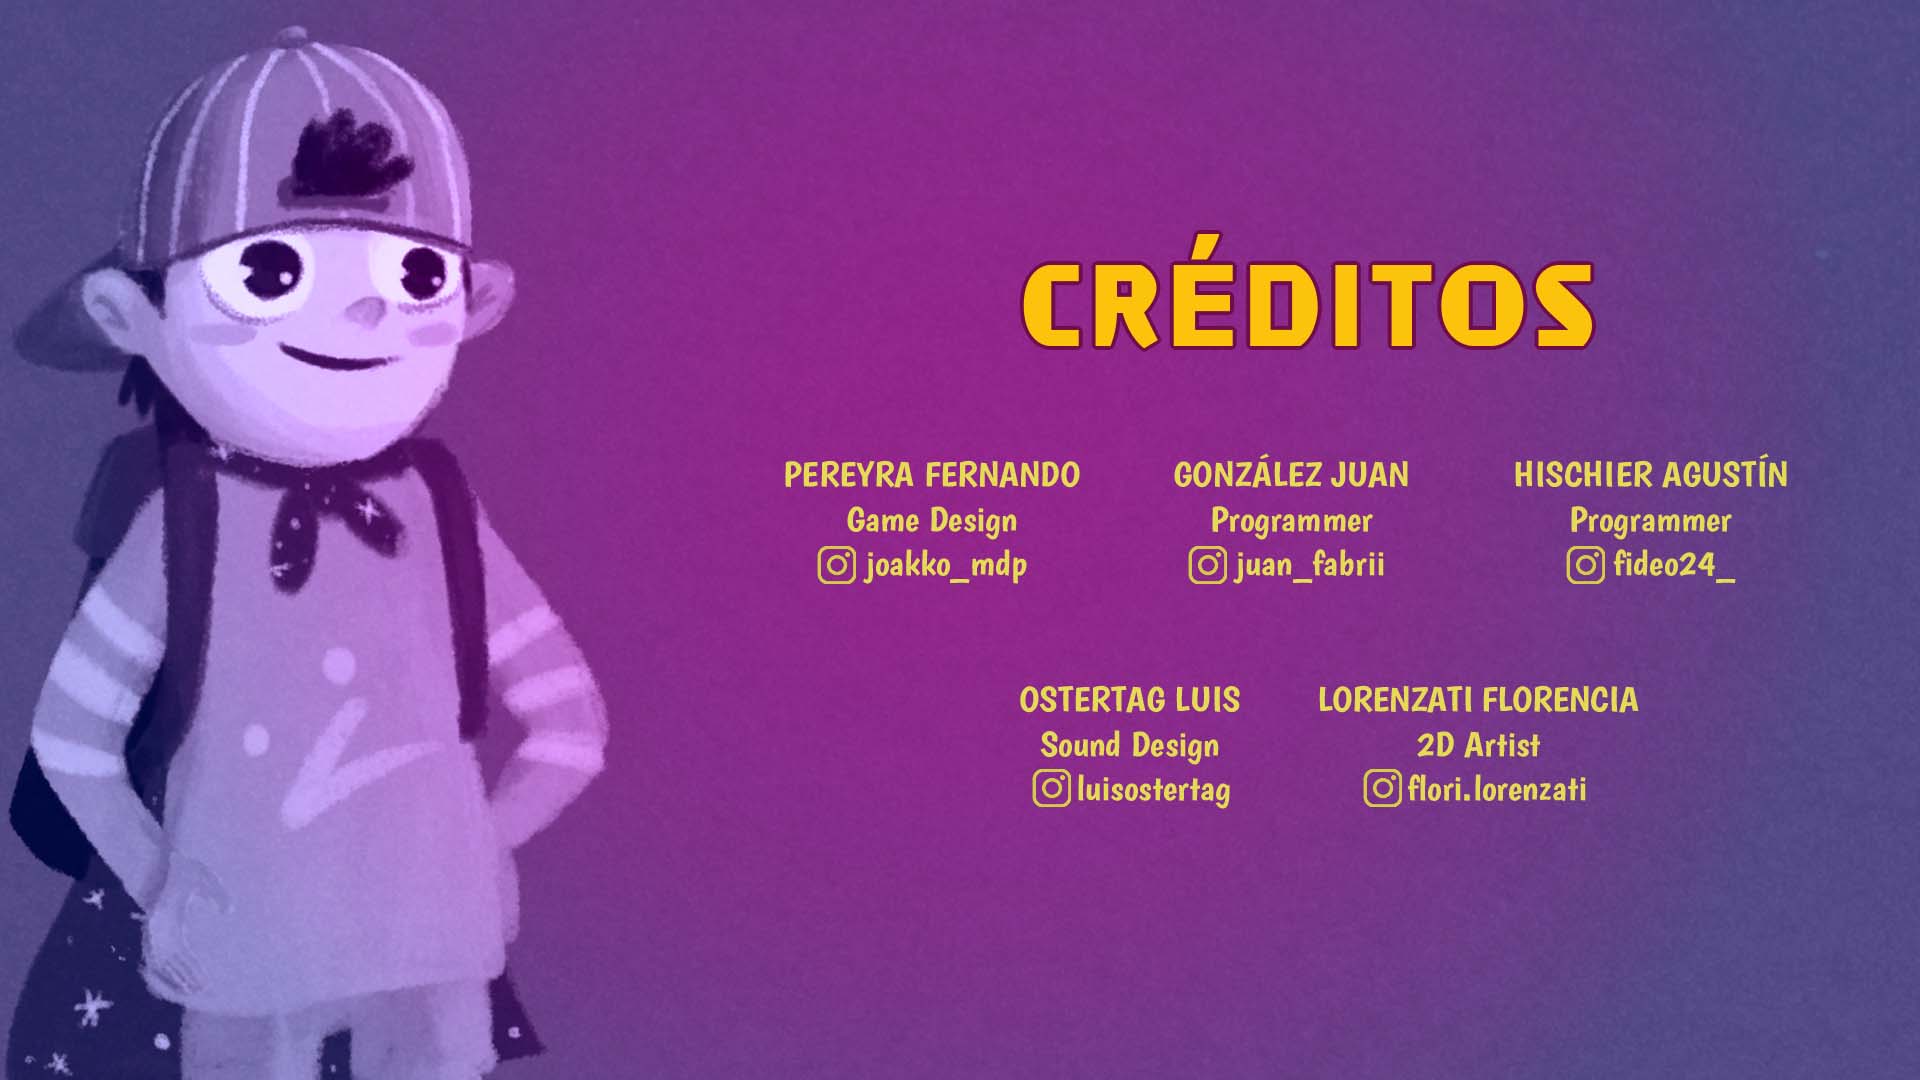 CRÉDITOS
PEREYRA FERNANDO
Game Design
joakko_mdp
GONZÁLEZ JUAN
Programmer
juan_fabrii
HISCHIER AGUSTÍN
Programmer
fideo24_
OSTERTAG LUIS
Sound Design
luisostertag
LORENZATI FLORENCIA
2D Artist
flori.lorenzati